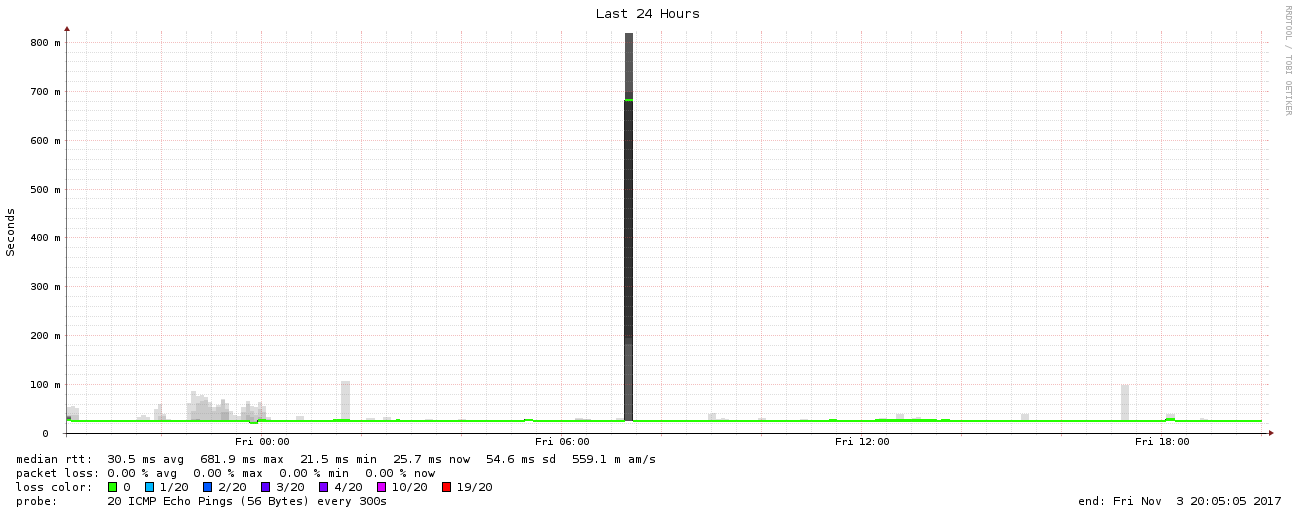 Last 24 Hours
RRDTOOL / TOBI OETIKER
Seconds
800 m
700 m
600 m
500 m
400 m
300 m
200 m
100 m
0
Fri 00:00 Fri 06:00 Fri 12:00 Fri 18:00
median rtt: 30.5 ms avg 681.9 ms max 21.5 ms min 25.7 ms now 54.6 ms sd 559.1 m am/s
packet loss: 0.00 % avg 0.00 % max 0.00 % min 0.00 % now
loss color: 0 1/20 2/20 3/20 4/20 10/20 19/20
probe: 20 ICMP Echo Pings (56 Bytes) every 300s end: Fri Nov 3 20:05:05 2017